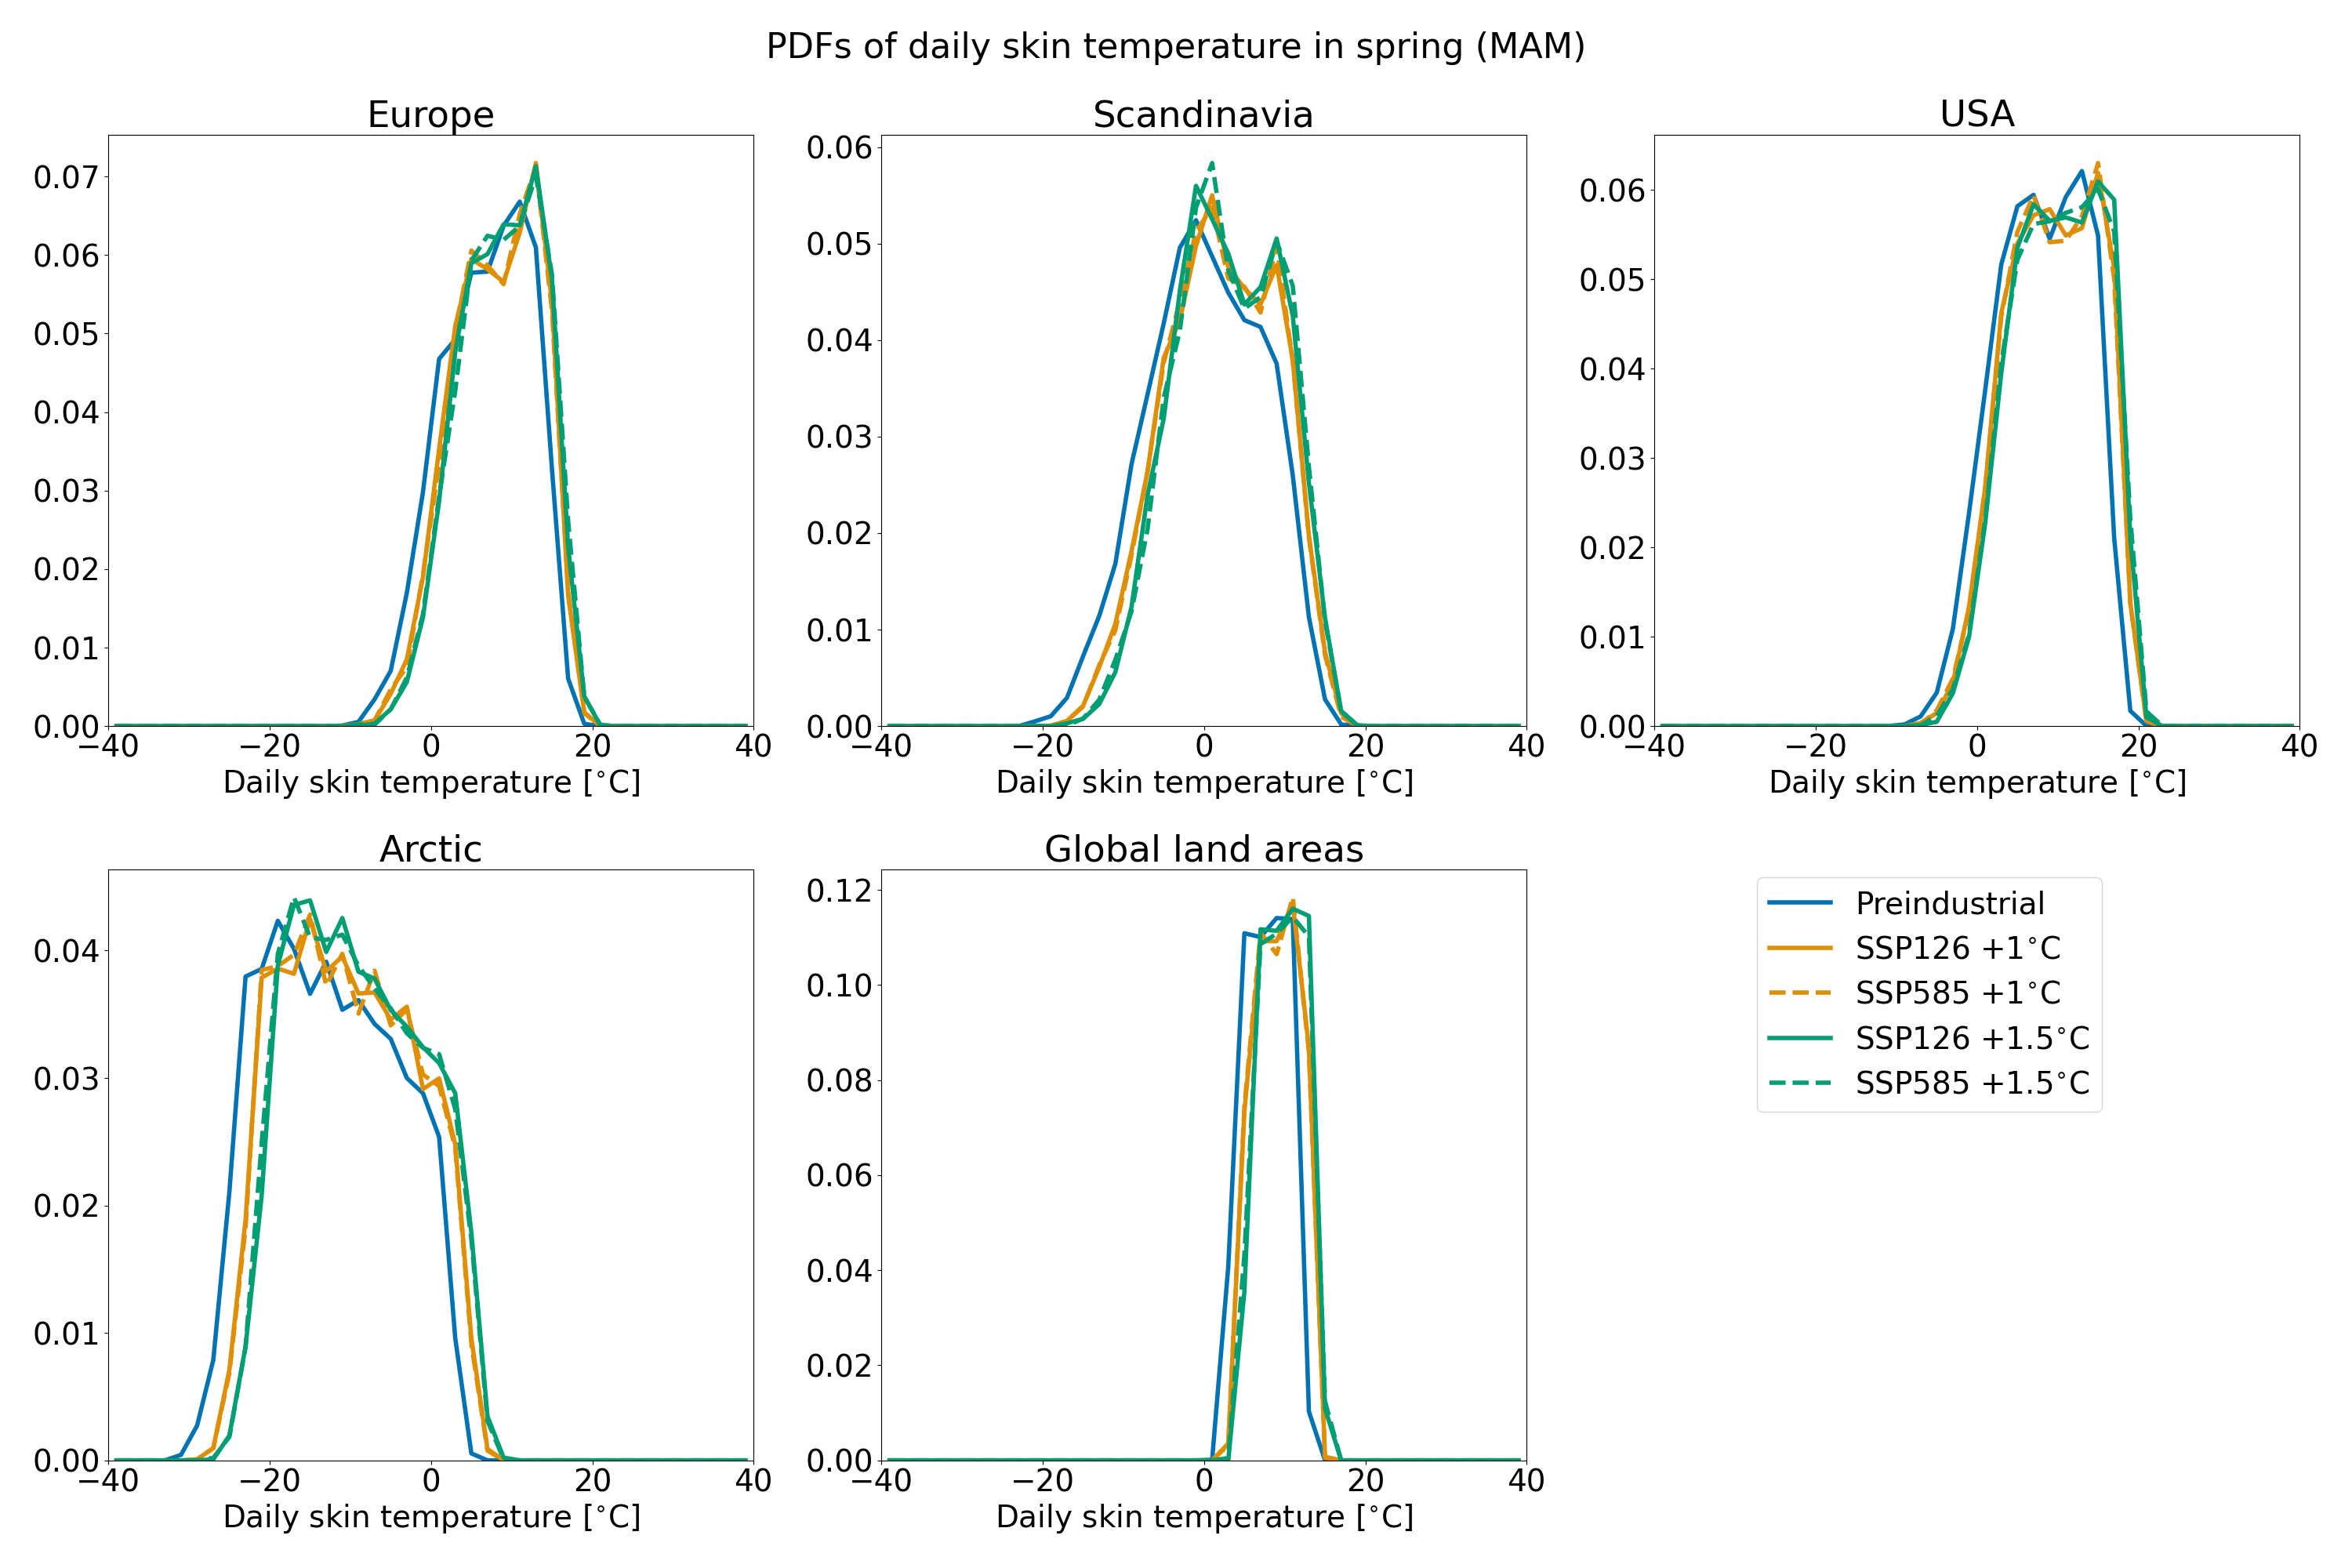 PDFs of daily skin temperature in spring (MAM)
Europe
0.07
0.06
0.05
0.04
0.03
0.02
0.01
0.00
−40 −20 0 20 40
Daily skin temperature [°C]
Scandinavia
0.06
0.05
0.04
0.03
0.02
0.01
0.00
−40 −20 0 20 40
Daily skin temperature [°C]
USA
0.06
0.05
0.04
0.03
0.02
0.01
0.00
−40 −20 0 20 40
Daily skin temperature [°C]
Arctic
0.04
0.03
0.02
0.01
0.00
−40 −20 0 20 40
Daily skin temperature [°C]
Global land areas
0.12
0.10
0.08
0.06
0.04
0.02
0.00
−40 −20 0 20 40
Daily skin temperature [°C]
Preindustrial
SSP126 +1°C
SSP585 +1°C
SSP126 +1.5°C
SSP585 +1.5°C